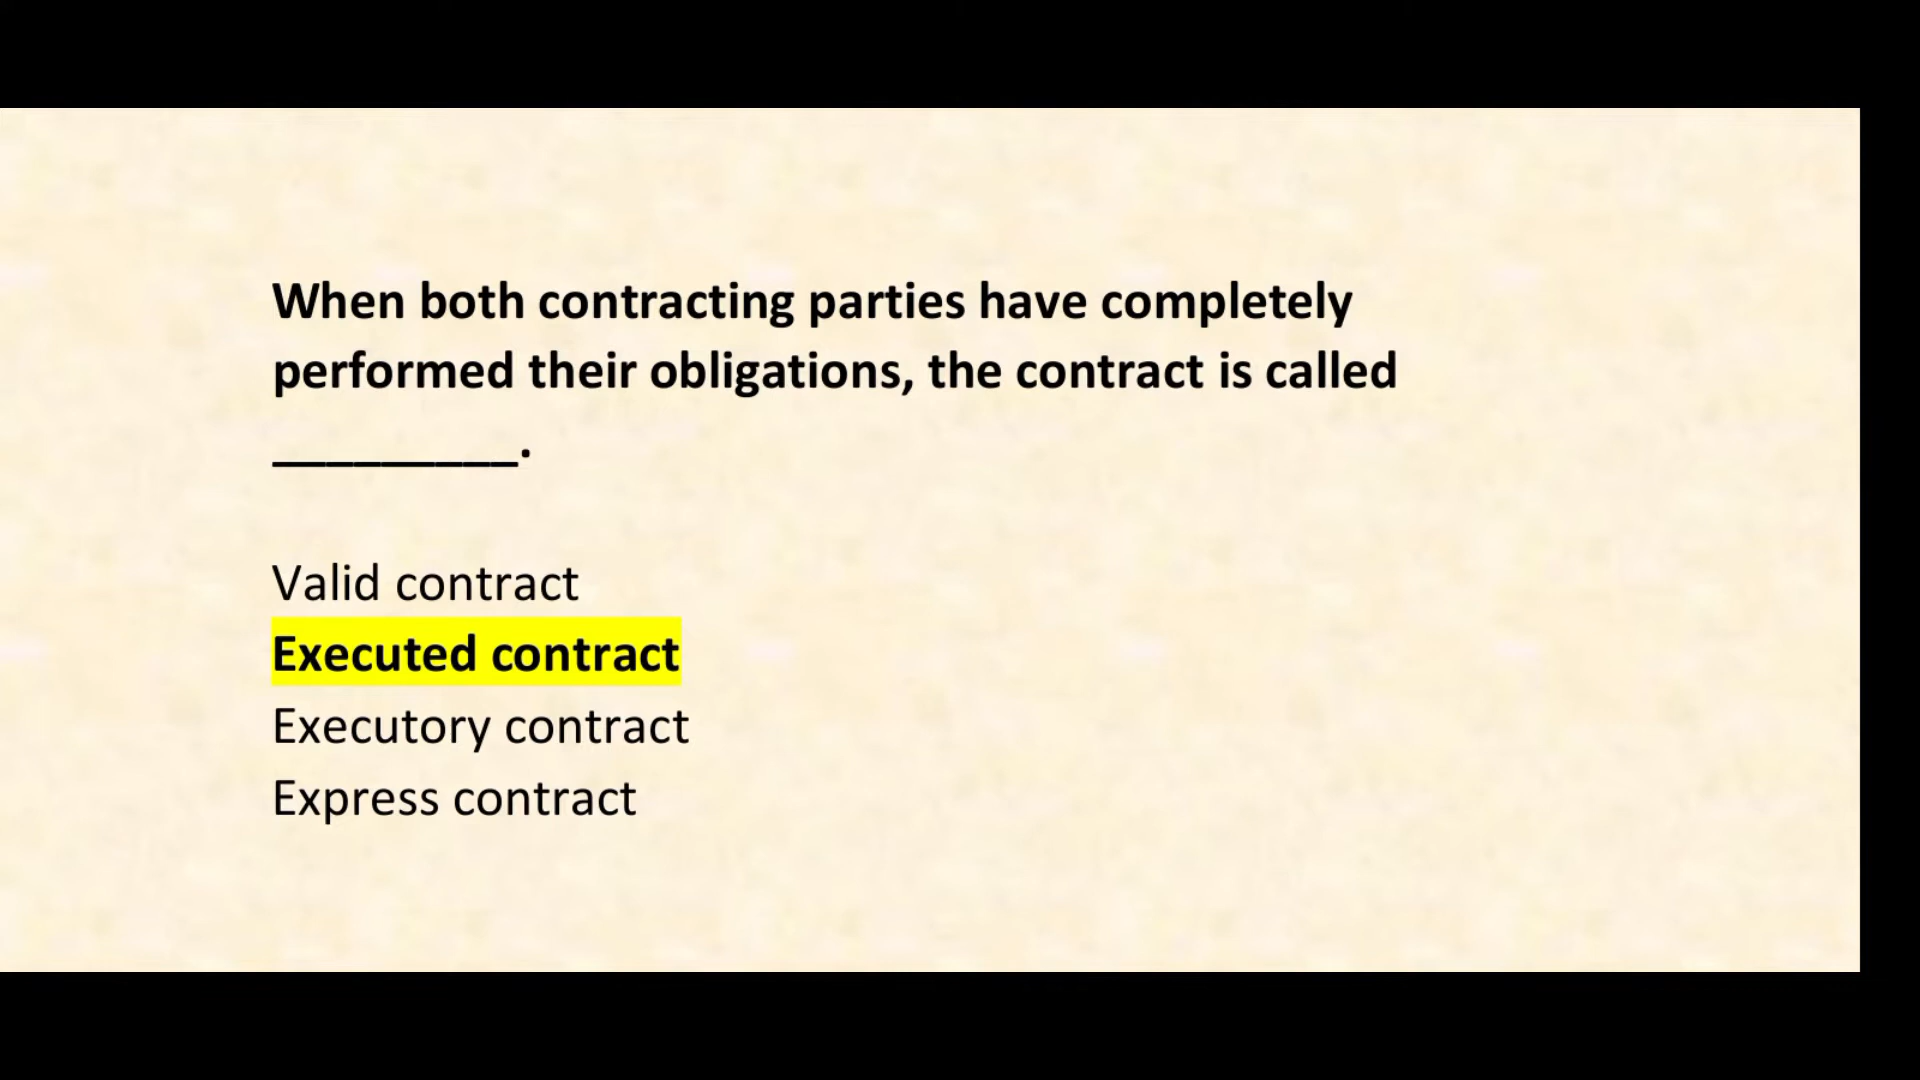 When both contracting parties have completely
performed their obligations, the contract is called
_________.
Valid contract
Executed contract
Executory contract
Express contract